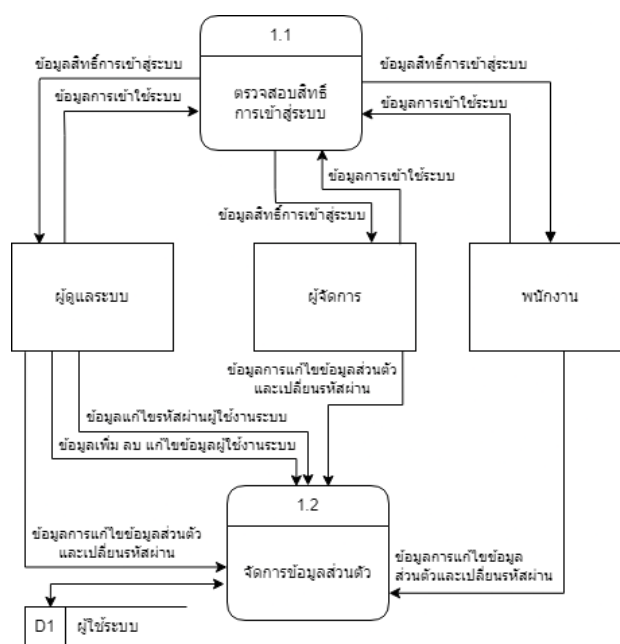 1.1
ข้อมูลสิทธิ์การเข้าสู่ระบบ
ข้อมูลสิทธิ์การเข้าสู่ระบบ
ตรวจสอบสิทธิ์
การเข้าสู่ระบบ
ข้อมูลการเข้าใช้ระบบ
ข้อมูลการเข้าใช้ระบบ
ข้อมูลการเข้าใช้ระบบ
ข้อมูลสิทธิ์การเข้าสู่ระบบ
ผู้ดูแลระบบ
ผู้จัดการ
พนักงาน
ข้อมูลการแก้ไขข้อมูลส่วนตัว
และเปลี่ยนรหัสผ่าน
ข้อมูลแก้ไขรหัสผ่านผู้ใช้งานระบบ
ข้อมูลเพิ่ม ลบ แก้ไขข้อมูลผู้ใช้งานระบบ
1.2
ข้อมูลการแก้ไขข้อมูลส่วนตัว
และเปลี่ยนรหัสผ่าน
จัดการข้อมูลส่วนตัว
ข้อมูลการแก้ไขข้อมูล
ส่วนตัวและเปลี่ยนรหัสผ่าน
D1 ผู้ใช้ระบบ